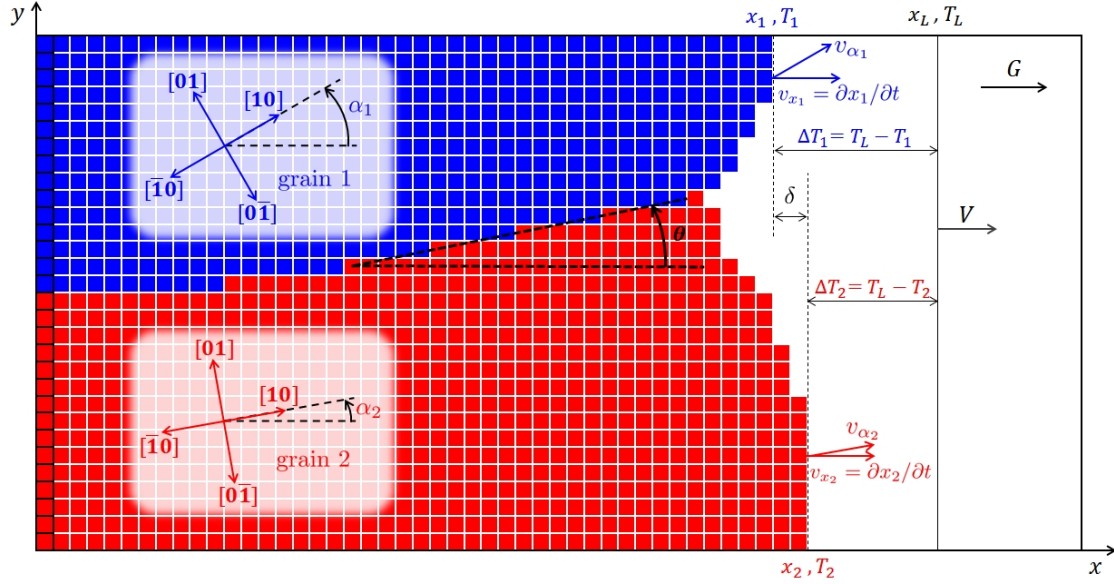 y
x₁ , T₁
x_L , T_L
v_α₁
G
[01]
[10]
α₁
v_x₁ = ∂x₁/∂t
ΔT₁= T_L − T₁
[1̅0]
grain 1
[01̅]
δ
V
θ
ΔT₂= T_L − T₂
[01]
[10]
α₂
v_α₂
[1̅0]
grain 2
v_x₂ = ∂x₂/∂t
[01̅]
x₂ , T₂
x